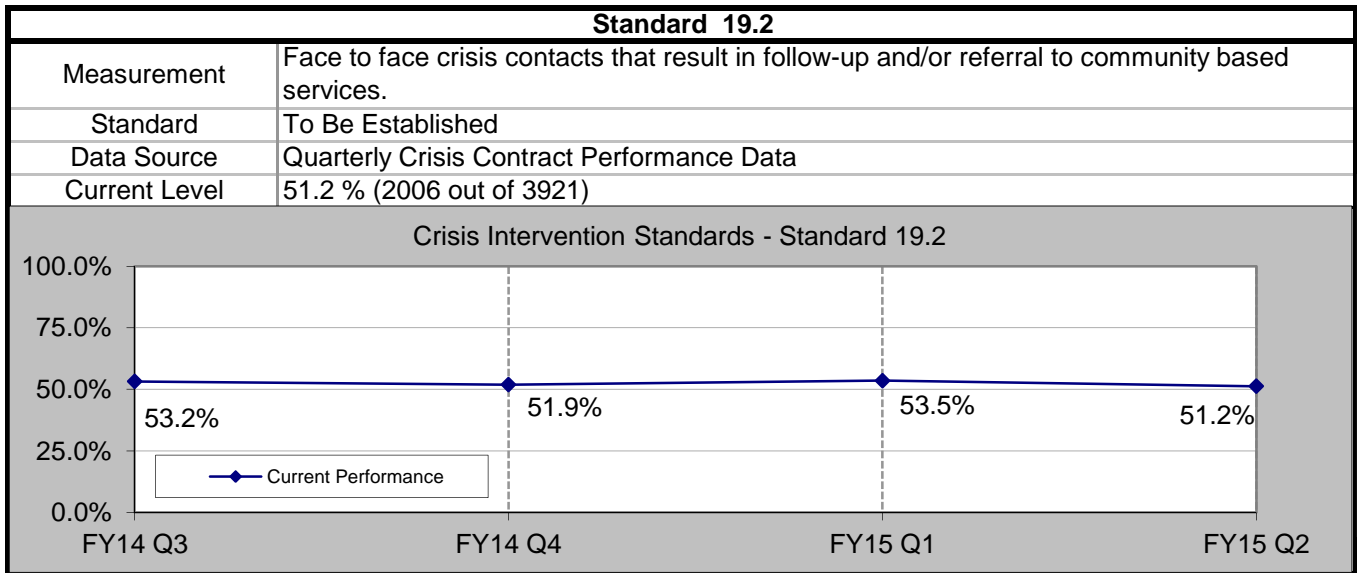 Standard 19.2
Measurement
Face to face crisis contacts that result in follow-up and/or referral to community based
services.
Standard
To Be Established
Data Source
Quarterly Crisis Contract Performance Data
Current Level
51.2 % (2006 out of 3921)
Crisis Intervention Standards - Standard 19.2
100.0%
75.0%
50.0%
25.0%
0.0%
53.2%
51.9%
53.5%
51.2%
Current Performance
FY14 Q3
FY14 Q4
FY15 Q1
FY15 Q2